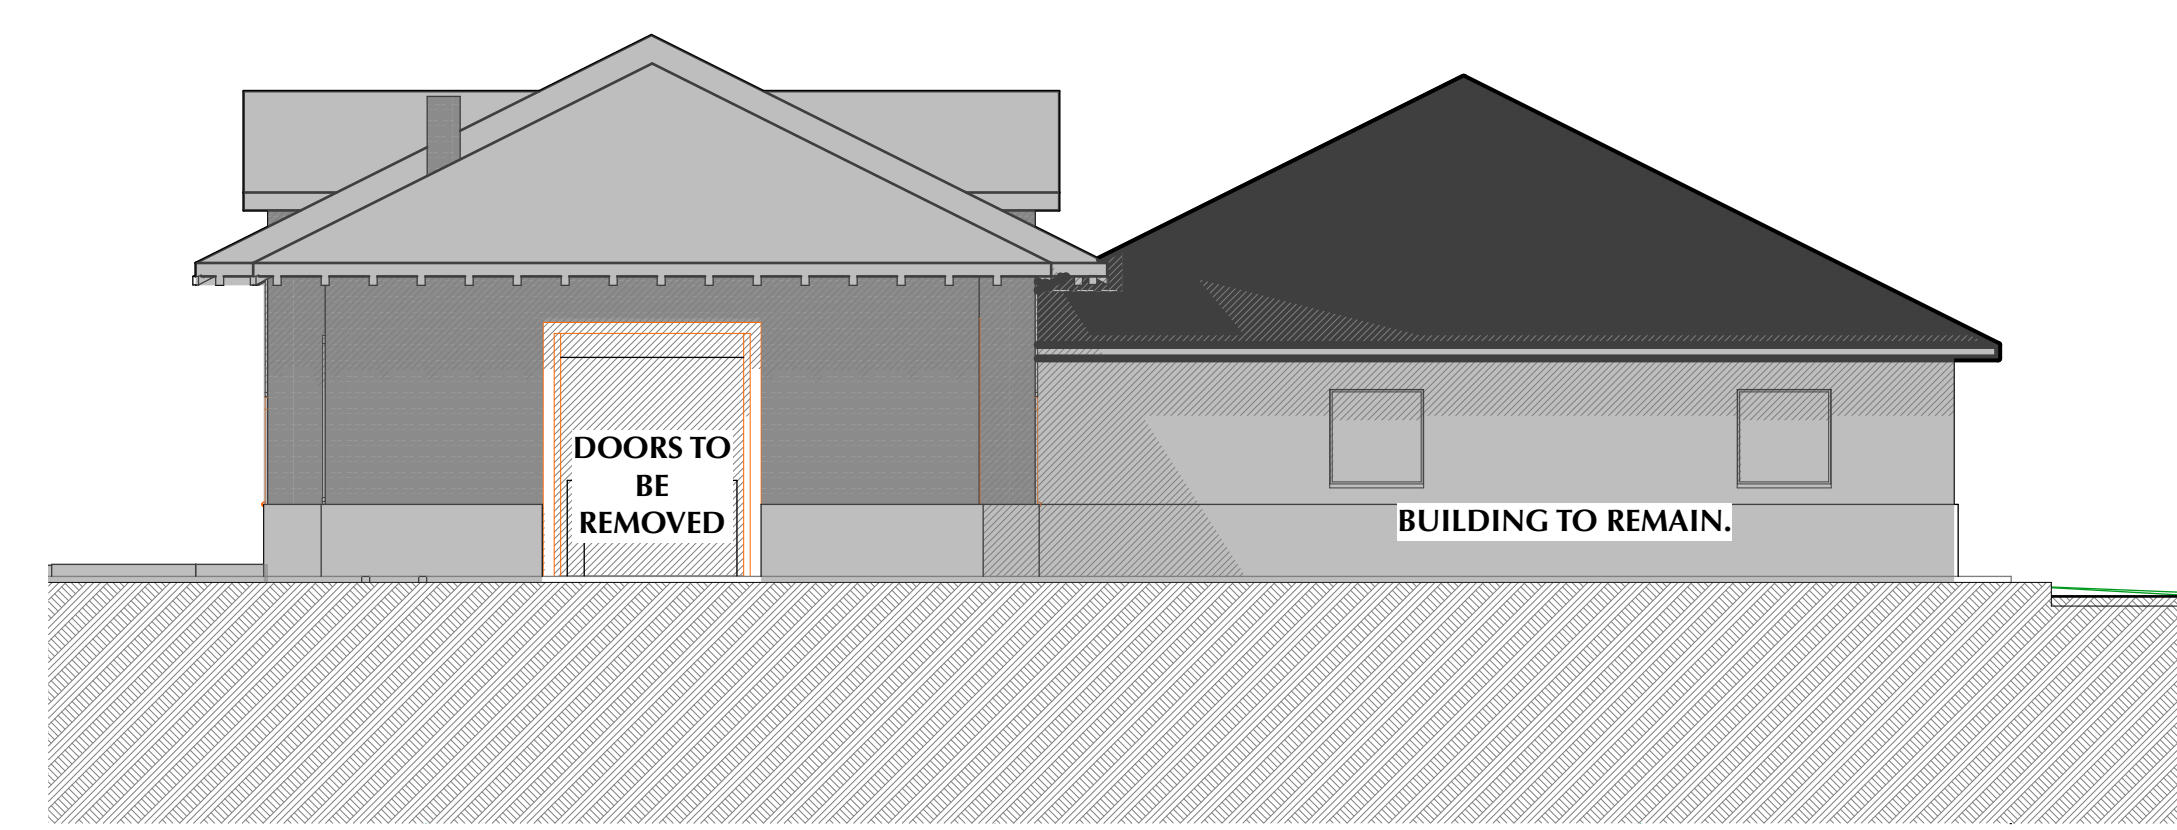 DOORS TO
BE
REMOVED
BUILDING TO REMAIN.